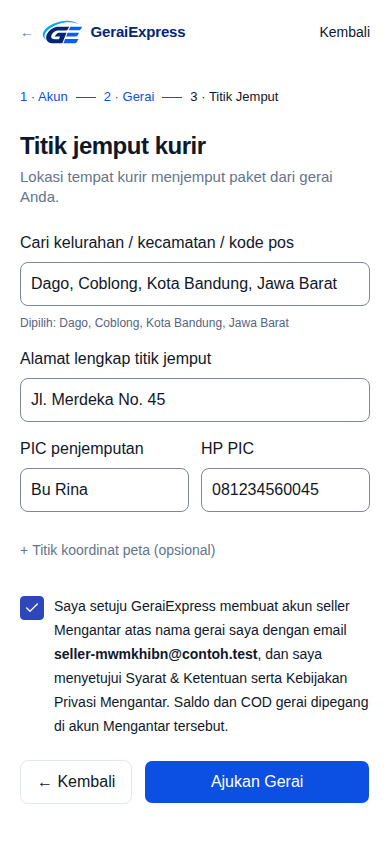 ← GE GeraiExpress Kembali
1 · Akun — 2 · Gerai — 3 · Titik Jemput
Titik jemput kurir
Lokasi tempat kurir menjemput paket dari gerai
Anda.
Cari kelurahan / kecamatan / kode pos
Dago, Coblong, Kota Bandung, Jawa Barat
Dipilih: Dago, Coblong, Kota Bandung, Jawa Barat
Alamat lengkap titik jemput
Jl. Merdeka No. 45
PIC penjemputan HP PIC
Bu Rina 081234560045
+ Titik koordinat peta (opsional)
Saya setuju GeraiExpress membuat akun seller
Mengantar atas nama gerai saya dengan email
seller-mwmkhibn@contoh.test, dan saya
menyetujui Syarat & Ketentuan serta Kebijakan
Privasi Mengantar. Saldo dan COD gerai dipegang
di akun Mengantar tersebut.
← Kembali Ajukan Gerai